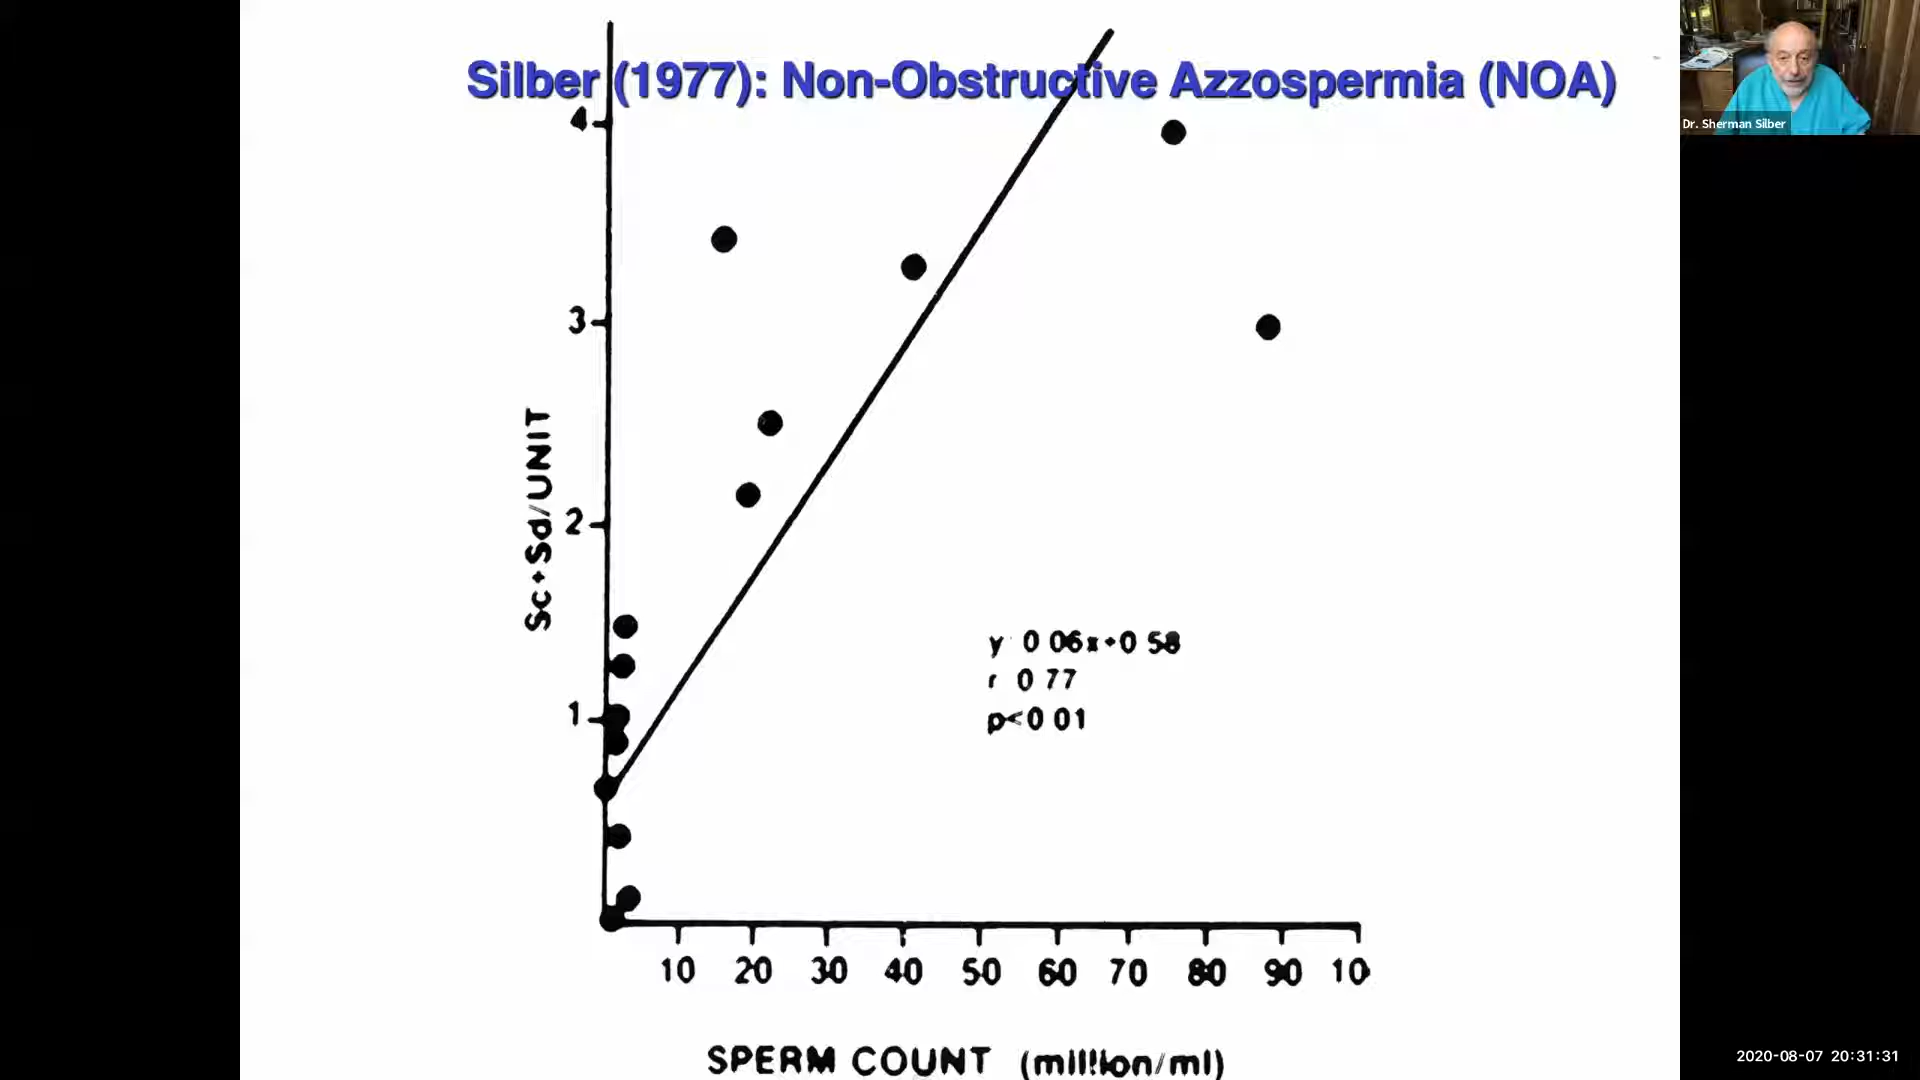 Silber (1977): Non-Obstructive Azzospermia (NOA)
Dr. Sherman Silber
4
3
2
1
Sc+Sd/UNIT
y 0 06x+0 58
r 0 77
p<0 01
10 20 30 40 50 60 70 80 90 10
SPERM COUNT (million/ml)
2020-08-07 20:31:31